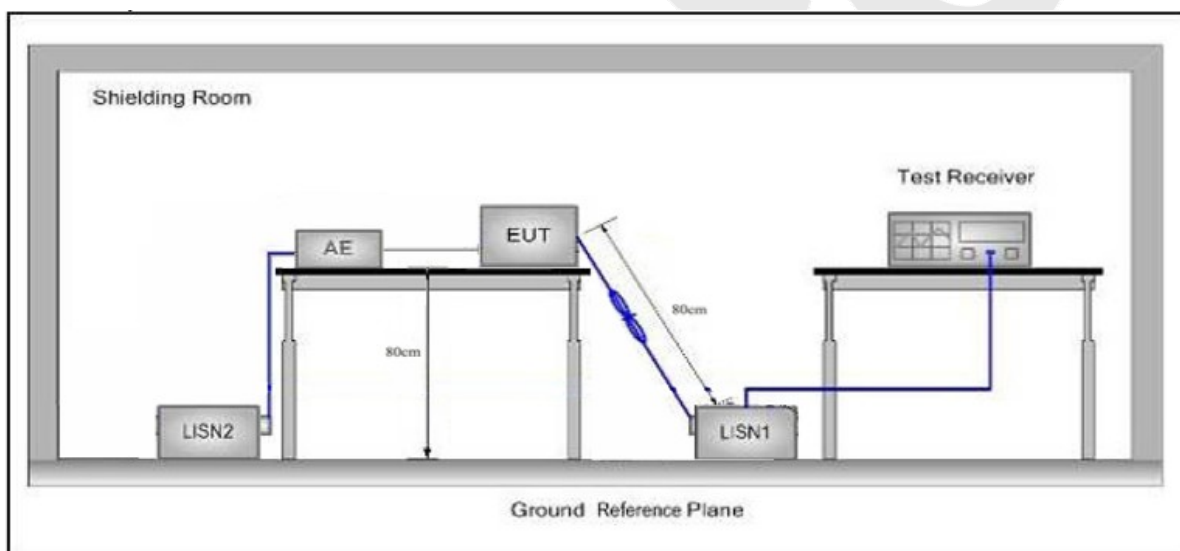 Shielding Room
Test Receiver
EUT
AE
80cm
80cm
LISN2
LISN1
Ground Reference Plane